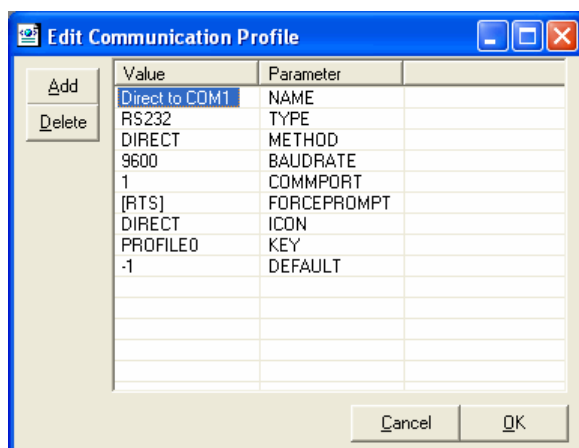 Edit Communication Profile
Add
Delete
Value Parameter
Direct to COM1 NAME
RS232 TYPE
DIRECT METHOD
9600 BAUDRATE
1 COMMPORT
[RTS] FORCEPROMPT
DIRECT ICON
PROFILE0 KEY
-1 DEFAULT
Cancel OK